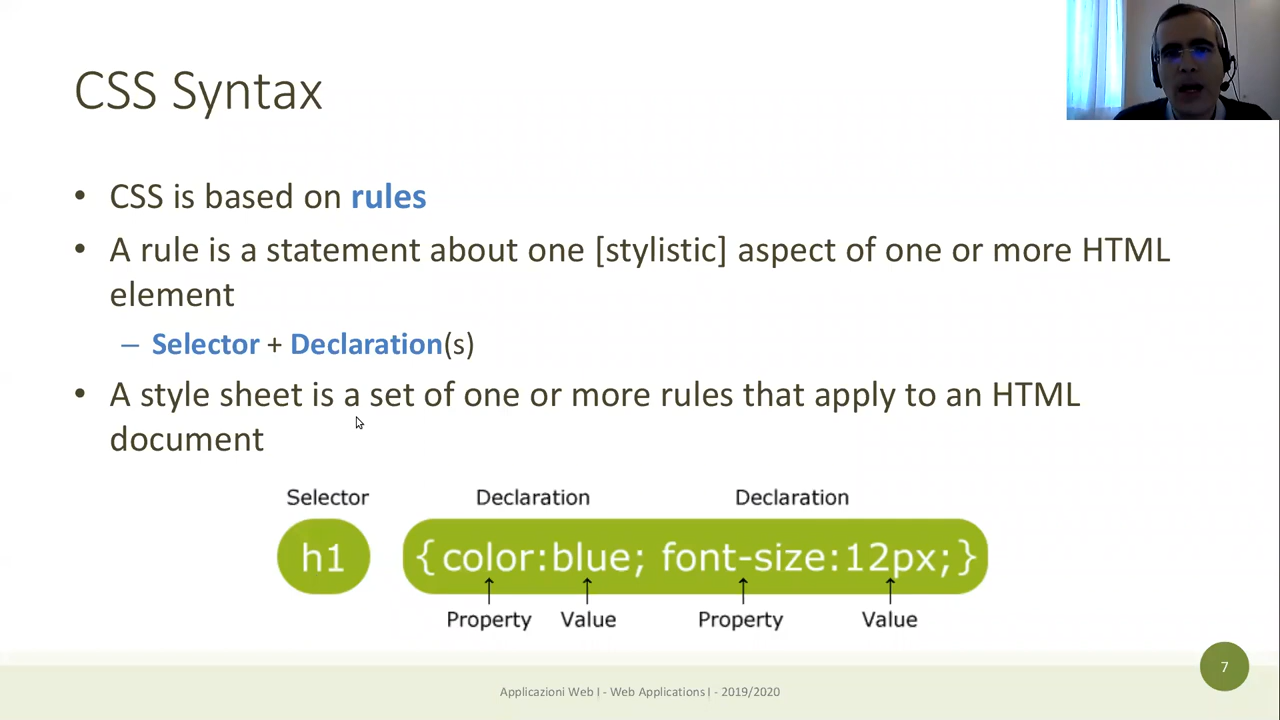 CSS Syntax
• CSS is based on rules
• A rule is a statement about one [stylistic] aspect of one or more HTML
element
– Selector + Declaration(s)
• A style sheet is a set of one or more rules that apply to an HTML
document
Selector Declaration Declaration
h1 {color:blue; font-size:12px;}
Property Value Property Value
7
Applicazioni Web I - Web Applications I - 2019/2020